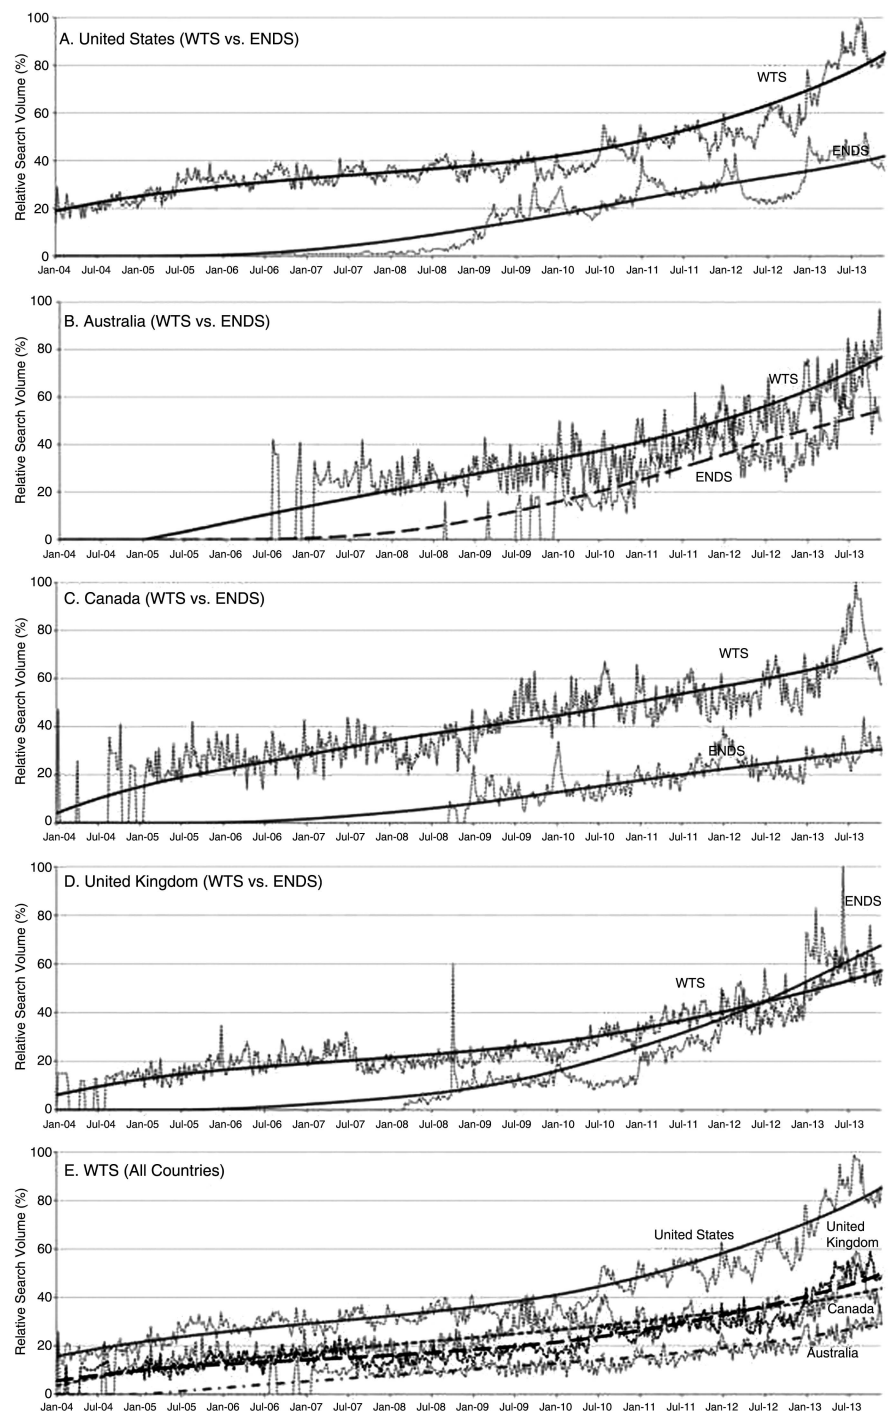 A. United States (WTS vs. ENDS)
Relative Search Volume (%)
100
80
60
40
20
0
WTS
ENDS
Jan-04 Jul-04 Jan-05 Jul-05 Jan-06 Jul-06 Jan-07 Jul-07 Jan-08 Jul-08 Jan-09 Jul-09 Jan-10 Jul-10 Jan-11 Jul-11 Jan-12 Jul-12 Jan-13 Jul-13
B. Australia (WTS vs. ENDS)
Relative Search Volume (%)
100
80
60
40
20
0
WTS
ENDS
Jan-04 Jul-04 Jan-05 Jul-05 Jan-06 Jul-06 Jan-07 Jul-07 Jan-08 Jul-08 Jan-09 Jul-09 Jan-10 Jul-10 Jan-11 Jul-11 Jan-12 Jul-12 Jan-13 Jul-13
C. Canada (WTS vs. ENDS)
Relative Search Volume (%)
100
80
60
40
20
0
WTS
ENDS
Jan-04 Jul-04 Jan-05 Jul-05 Jan-06 Jul-06 Jan-07 Jul-07 Jan-08 Jul-08 Jan-09 Jul-09 Jan-10 Jul-10 Jan-11 Jul-11 Jan-12 Jul-12 Jan-13 Jul-13
D. United Kingdom (WTS vs. ENDS)
Relative Search Volume (%)
100
80
60
40
20
0
ENDS
WTS
Jan-04 Jul-04 Jan-05 Jul-05 Jan-06 Jul-06 Jan-07 Jul-07 Jan-08 Jul-08 Jan-09 Jul-09 Jan-10 Jul-10 Jan-11 Jul-11 Jan-12 Jul-12 Jan-13 Jul-13
E. WTS (All Countries)
Relative Search Volume (%)
100
80
60
40
20
0
United States
United
Kingdom
Canada
Australia
Jan-04 Jul-04 Jan-05 Jul-05 Jan-06 Jul-06 Jan-07 Jul-07 Jan-08 Jul-08 Jan-09 Jul-09 Jan-10 Jul-10 Jan-11 Jul-11 Jan-12 Jul-12 Jan-13 Jul-13